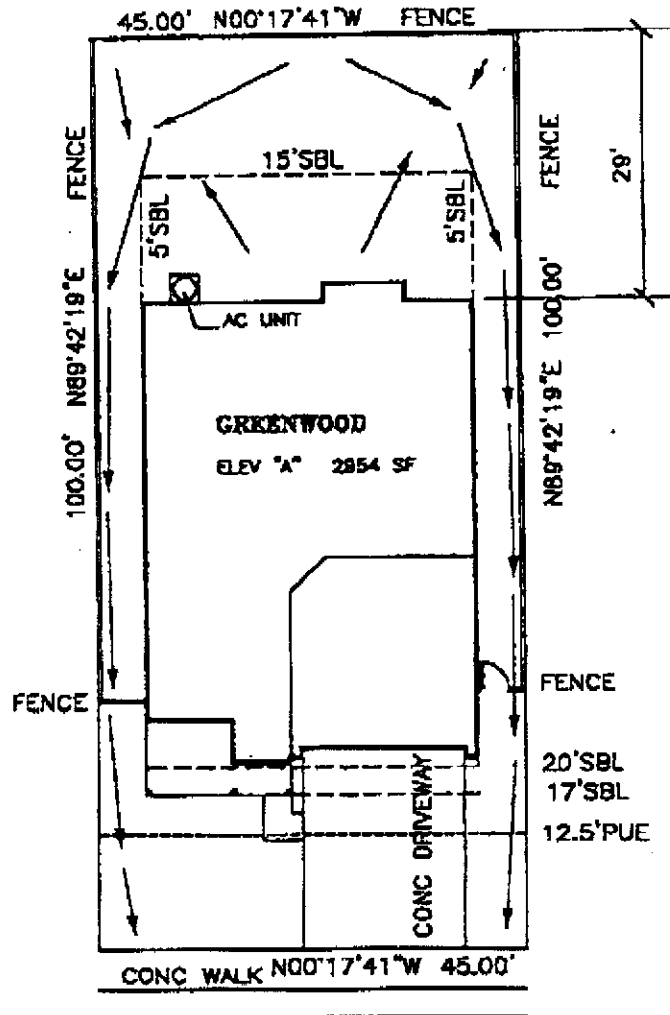 45.00' N00°17'41"W FENCE
FENCE
FENCE
29'
15'SBL
5'SBL
5'SBL
AC UNIT
N89°42'19"E
100.00'
N89°42'19"E 100.00'
GREENWOOD
ELEV "A" 2954 SF
FENCE
FENCE
20'SBL
17'SBL
12.5'PUE
CONC DRIVEWAY
CONC WALK N00°17'41"W 45.00'